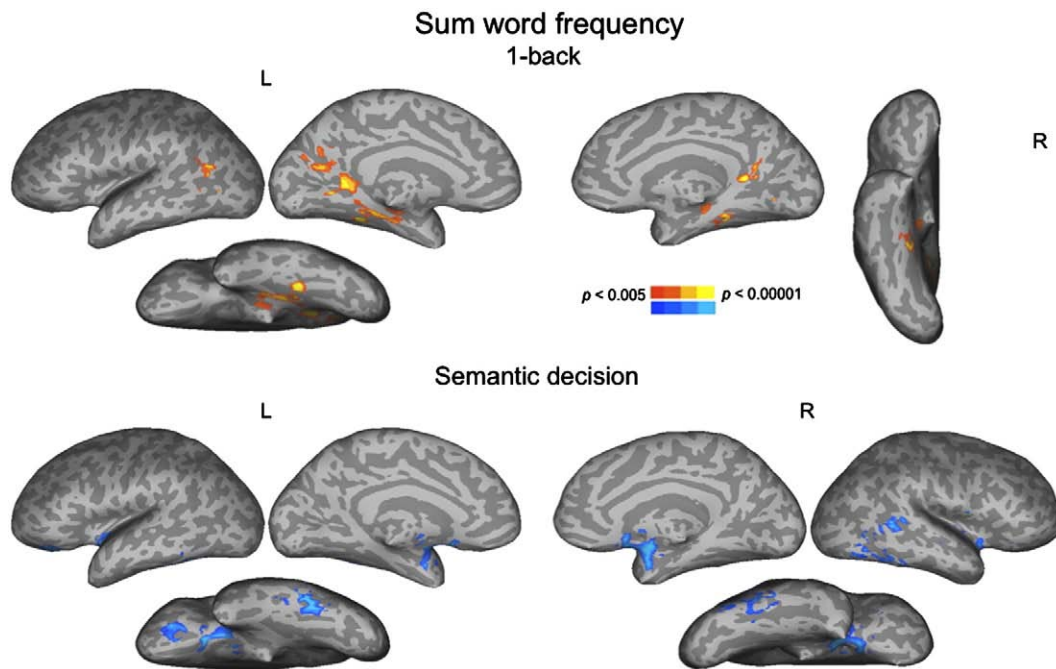 Sum word frequency
1-back
L
R
p < 0.005 p < 0.00001
Semantic decision
L R